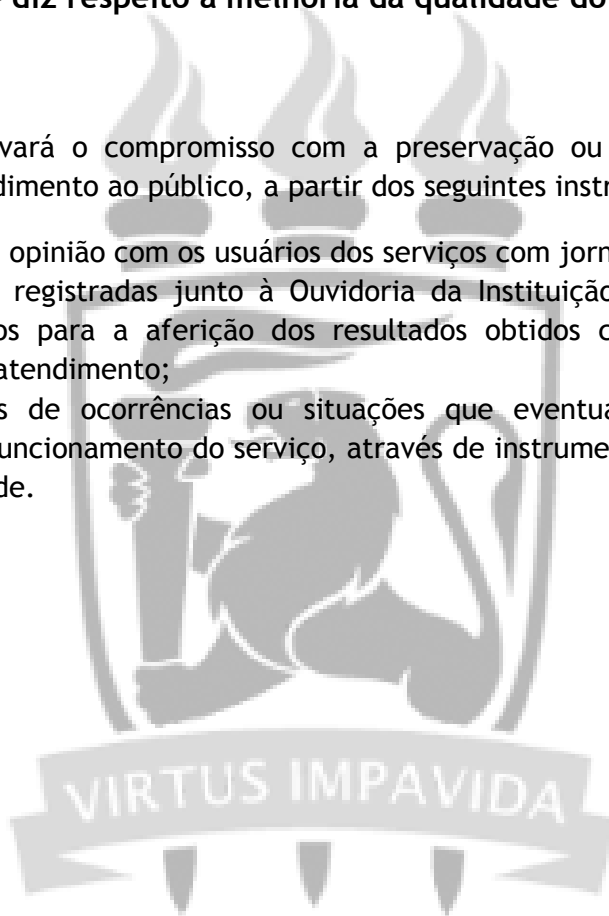 diz respeito à melhoria da qualidade do
vará o compromisso com a preservação ou
dimento ao público, a partir dos seguintes instr
opinião com os usuários dos serviços com jorn
registradas junto à Ouvidoria da Instituição
os para a aferição dos resultados obtidos
atendimento;
s de ocorrências ou situações que eventua
uncionamento do serviço, através de instrume
de.
VIRTUS IMPAVIDA